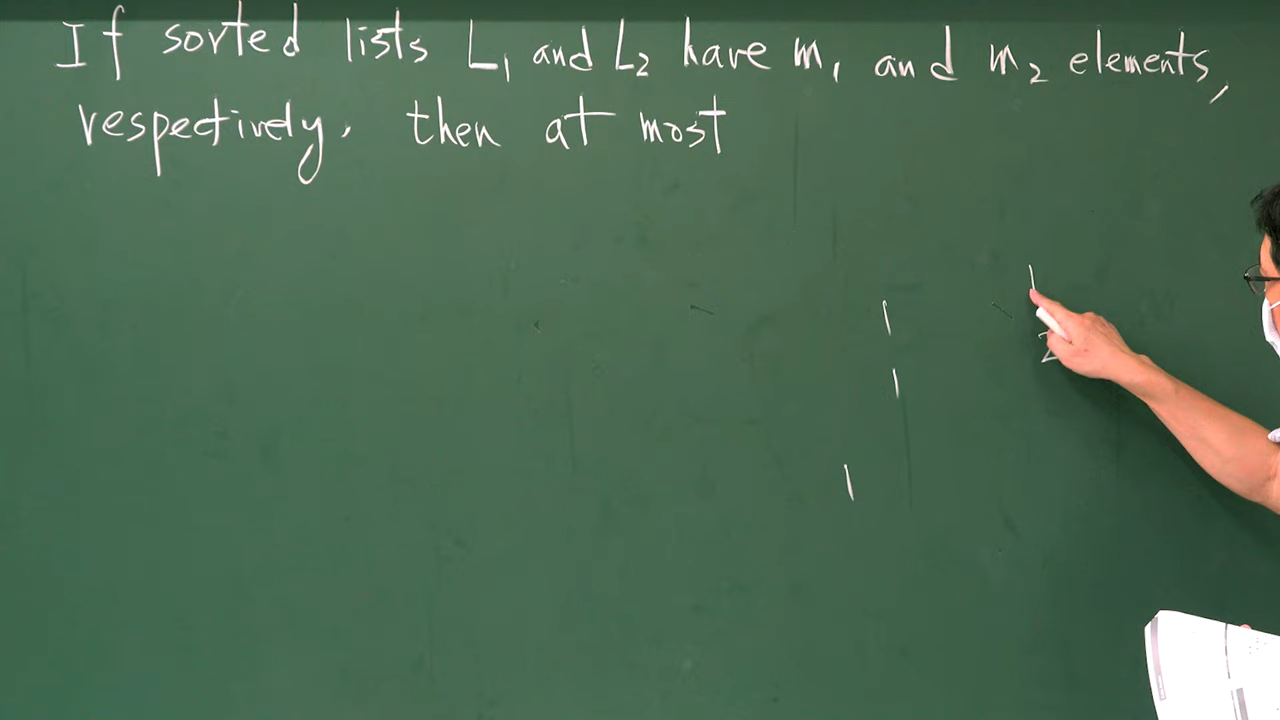 If sorted lists L₁ and L₂ have m₁ and m₂ elements,
respectively, then at most